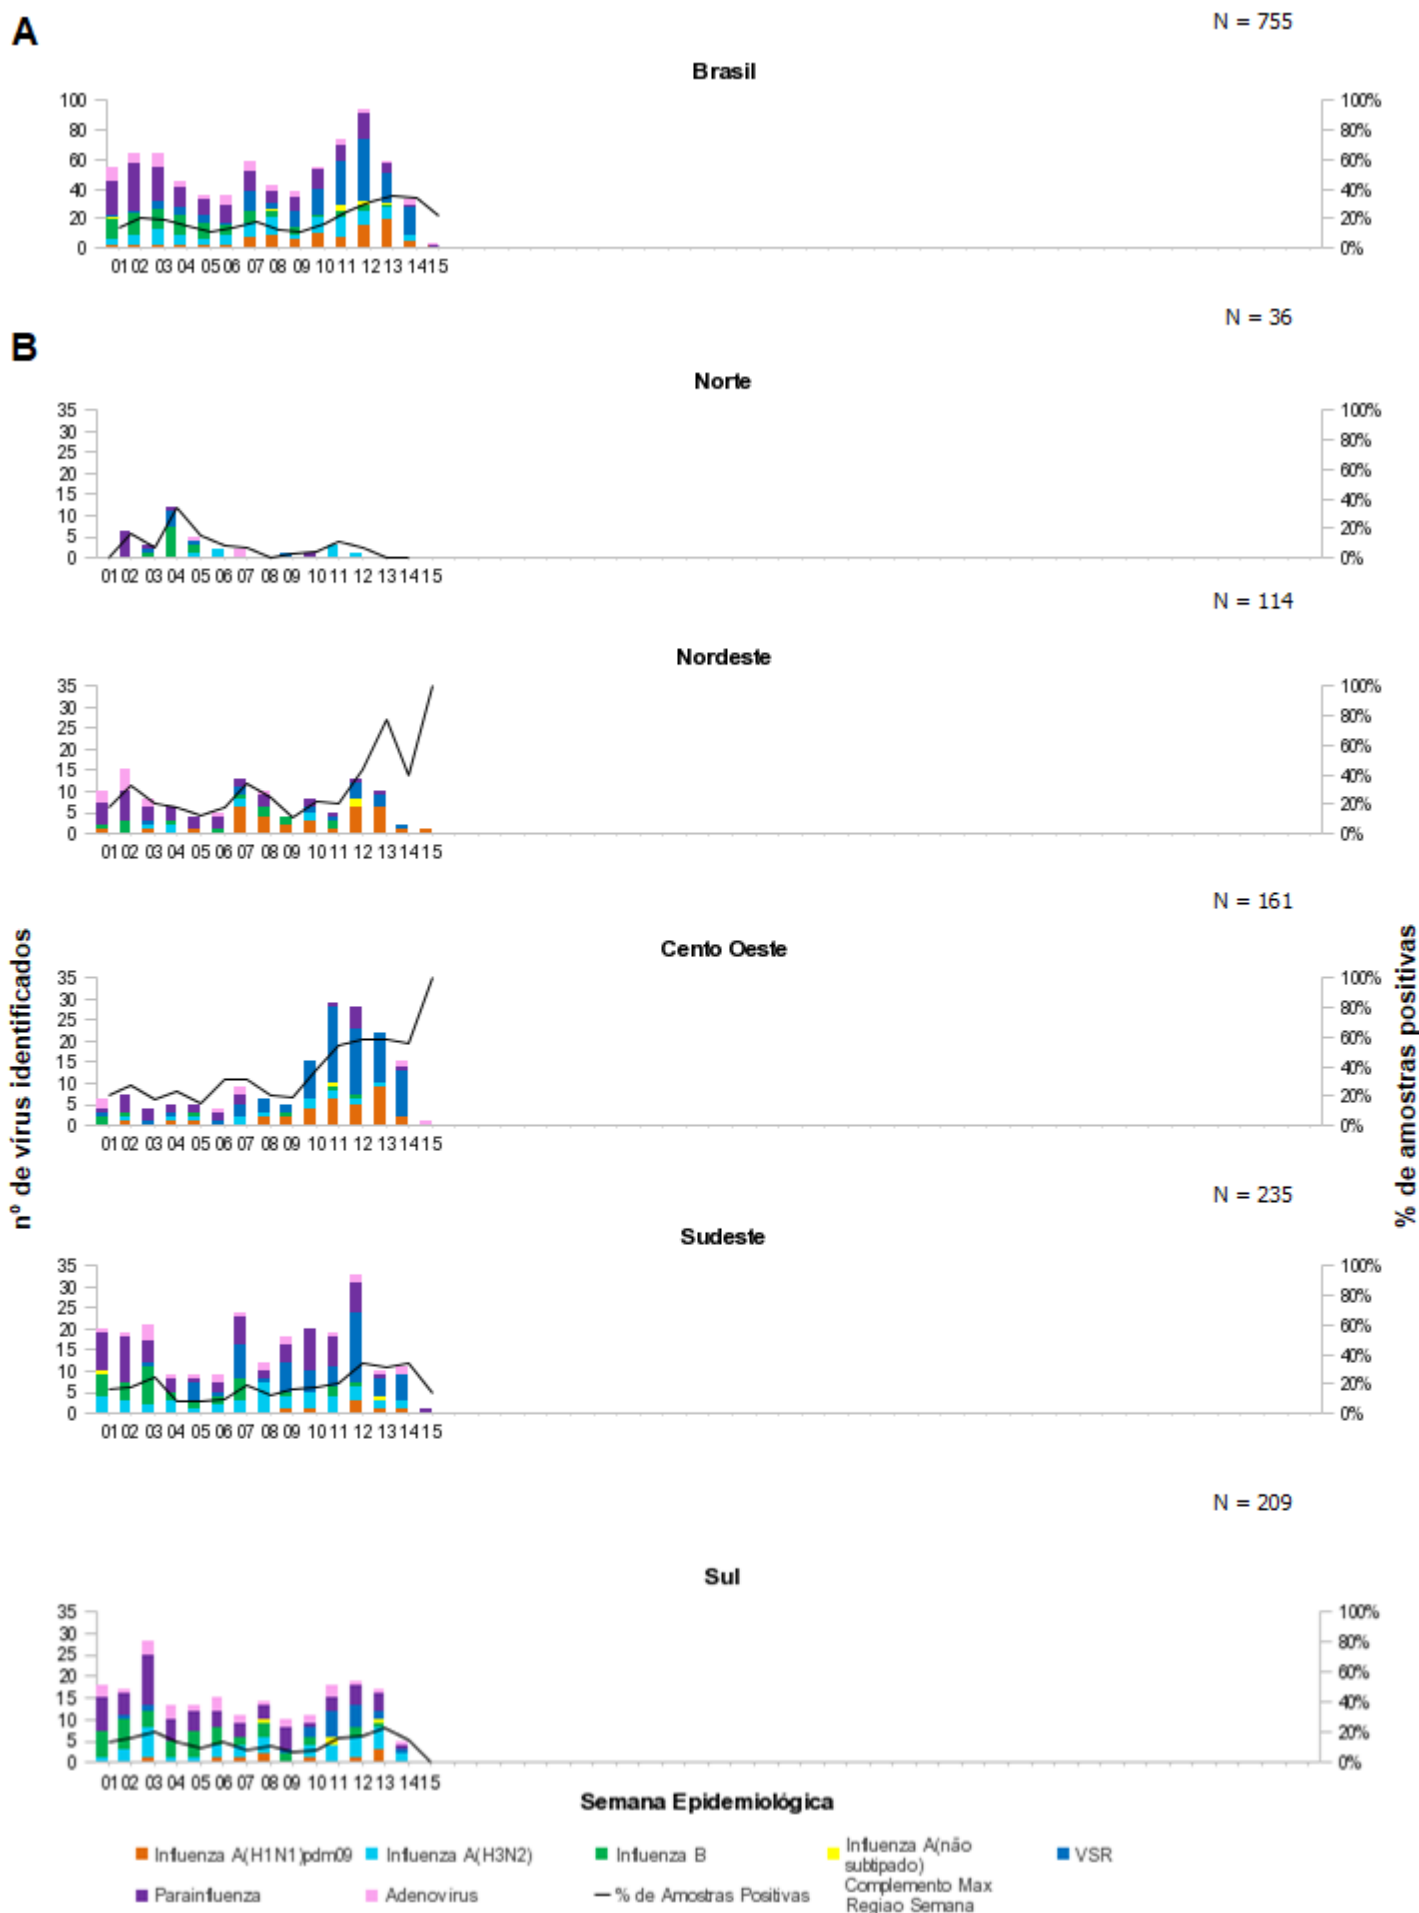 A
N = 755
Brasil
100 100%
80 80%
60 60%
40 40%
20 20%
0 0%
01 02 03 04 05 06 07 08 09 10 11 12 13 14 15
N = 36
B
Norte
35 100%
30 80%
25
20 60%
15 40%
10
5 20%
0 0%
01 02 03 04 05 06 07 08 09 10 11 12 13 14 15
N = 114
Nordeste
35 100%
30 80%
25
20 60%
15 40%
10
5 20%
0 0%
01 02 03 04 05 06 07 08 09 10 11 12 13 14 15
N = 161
Cento Oeste
35 100%
30 80%
25
20 60%
15 40%
10
5 20%
0 0%
01 02 03 04 05 06 07 08 09 10 11 12 13 14 15
nº de vírus identificados
% de amostras positivas
N = 235
Sudeste
35 100%
30 80%
25
20 60%
15 40%
10
5 20%
0 0%
01 02 03 04 05 06 07 08 09 10 11 12 13 14 15
N = 209
Sul
35 100%
30 80%
25
20 60%
15 40%
10
5 20%
0 0%
01 02 03 04 05 06 07 08 09 10 11 12 13 14 15
Semana Epidemiológica
Influenza A(H1N1)pdm09 Influenza A(H3N2) Influenza B Influenza A(não
subtipado) VSR
Parainfluenza Adenovírus % de Amostras Positivas Complemento Max
Regiao Semana